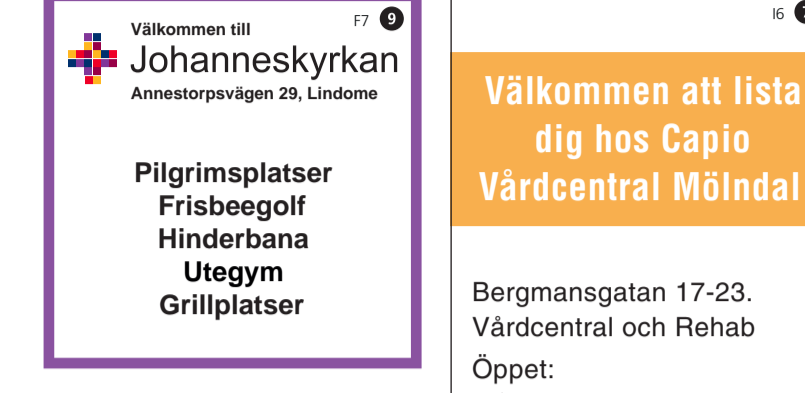 F7 9
Välkommen till
Johanneskyrkan
Annestorpsvägen 29, Lindome
Pilgrimsplatser
Frisbeegolf
Hinderbana
Utegym
Grillplatser
I6
Välkommen att lista
dig hos Capio
Vårdcentral Mölndal
Bergmansgatan 17-23.
Vårdcentral och Rehab
Öppet: